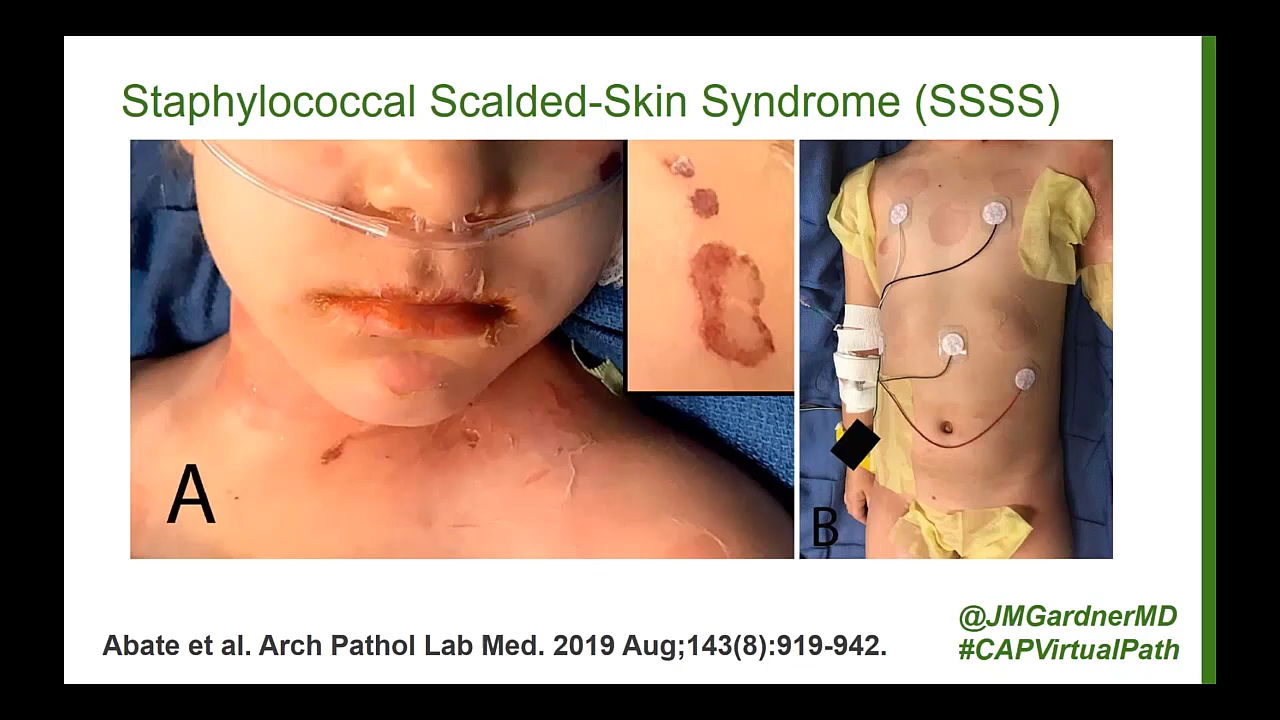 Staphylococcal Scalded-Skin Syndrome (SSSS)
A
B
Abate et al. Arch Pathol Lab Med. 2019 Aug;143(8):919-942.
@JMGardnerMD
#CAPVirtualPath